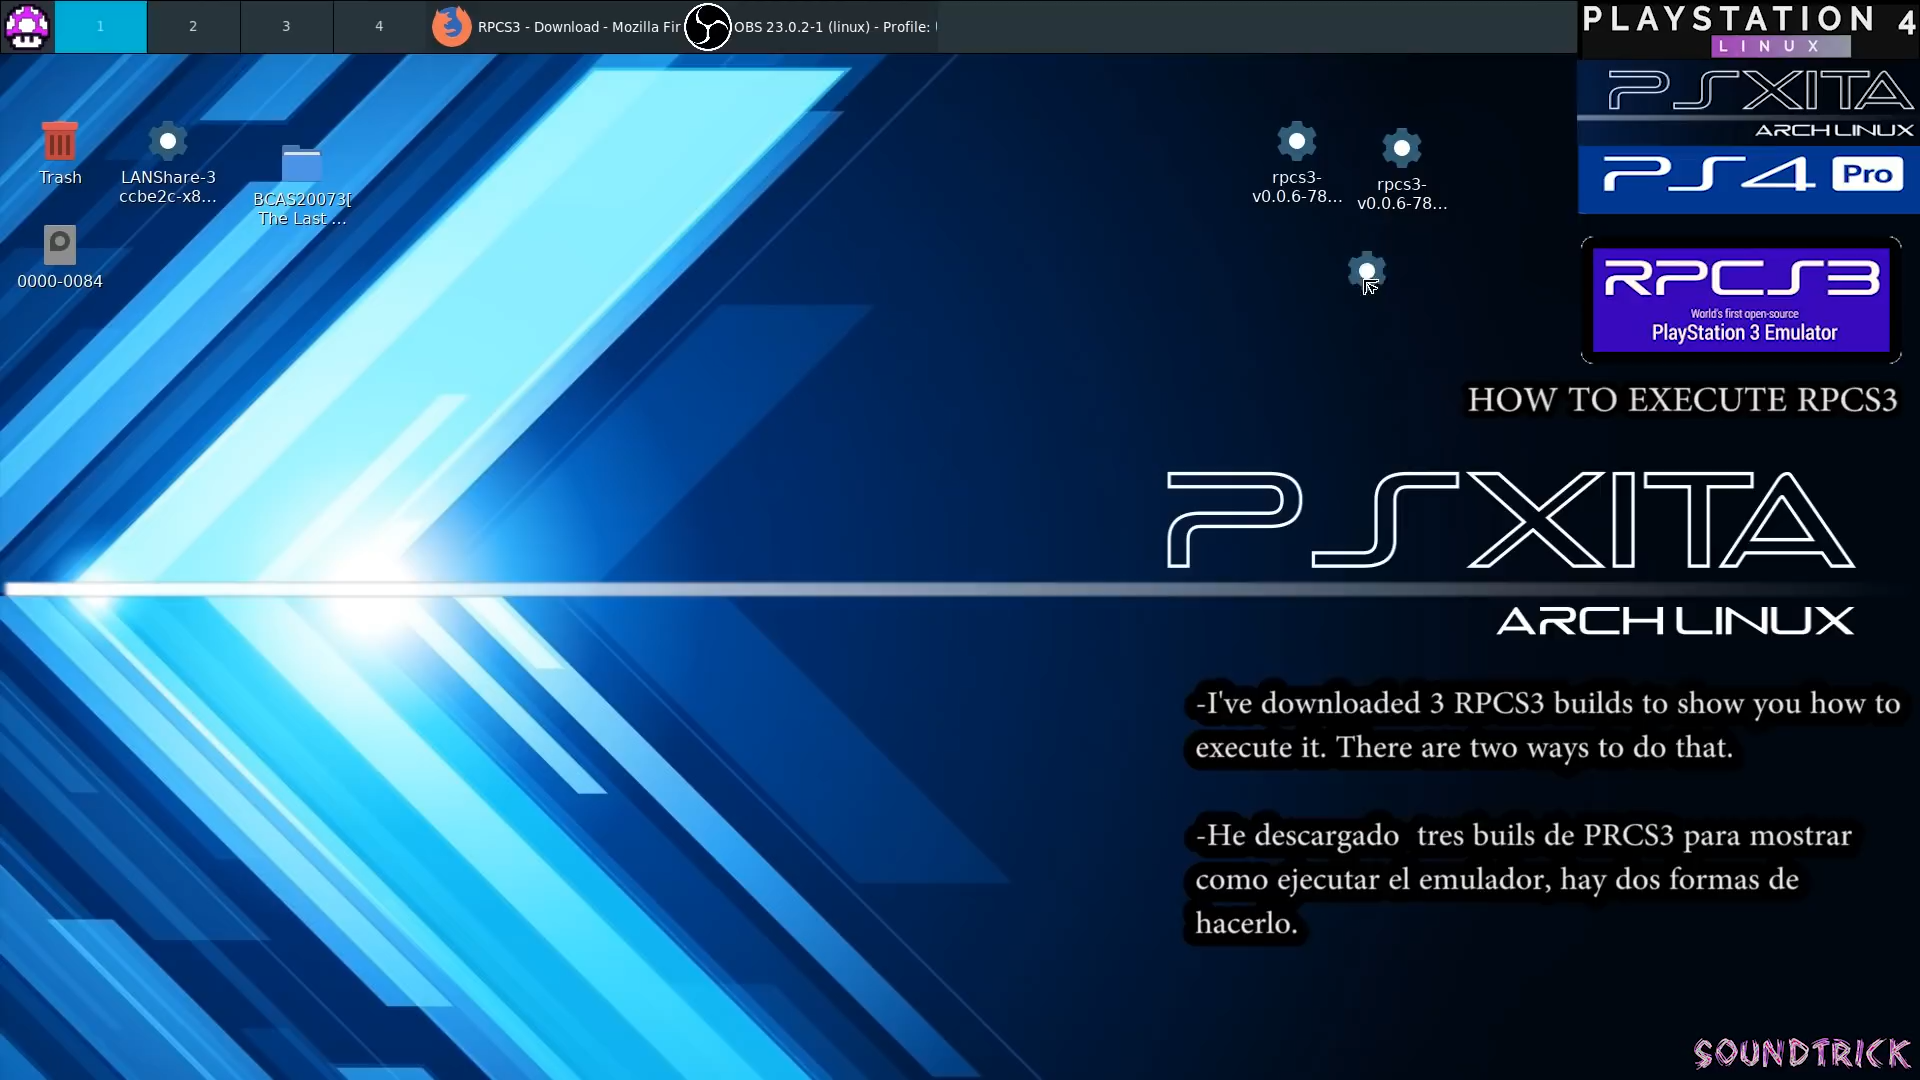 1
2
3
4
RPCS3 - Download - Mozilla Fir
OBS 23.0.2-1 (linux) - Profile:
PLAYSTATION 4
LINUX
PSXITA
ARCH LINUX
PS4 Pro
Trash
LANShare-3
ccbe2c-x8...
BCAS20073[
The Last ...
0000-0084
rpcs3-
v0.0.6-78...
rpcs3-
v0.0.6-78...
RPCS3
World's first open-source
PlayStation 3 Emulator
HOW TO EXECUTE RPCS3
PSXITA
ARCH LINUX
-I've downloaded 3 RPCS3 builds to show you how to
execute it. There are two ways to do that.
-He descargado  tres buils de PRCS3 para mostrar
como ejecutar el emulador, hay dos formas de
hacerlo.
SOUNDTRICK